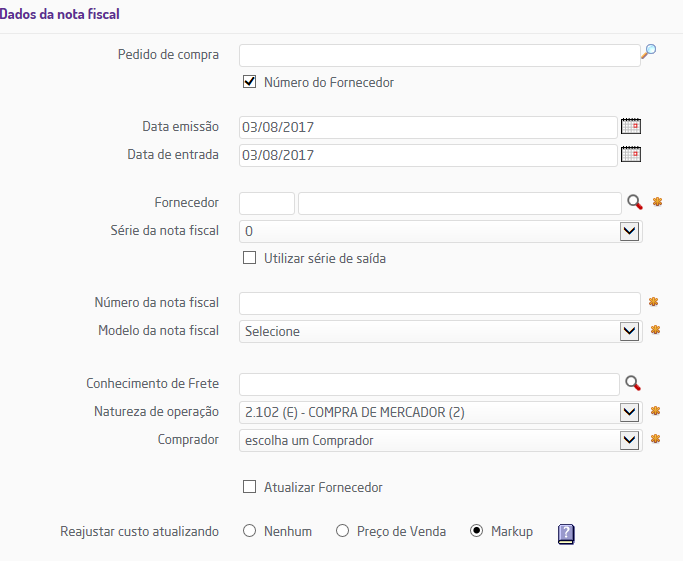 Dados da nota fiscal
Pedido de compra
Número do Fornecedor
Data emissão 03/08/2017
Data de entrada 03/08/2017
Fornecedor
Série da nota fiscal 0
Utilizar série de saída
Número da nota fiscal
Modelo da nota fiscal Selecione
Conhecimento de Frete
Natureza de operação 2.102 (E) - COMPRA DE MERCADOR (2)
Comprador escolha um Comprador
Atualizar Fornecedor
Reajustar custo atualizando Nenhum Preço de Venda Markup ?